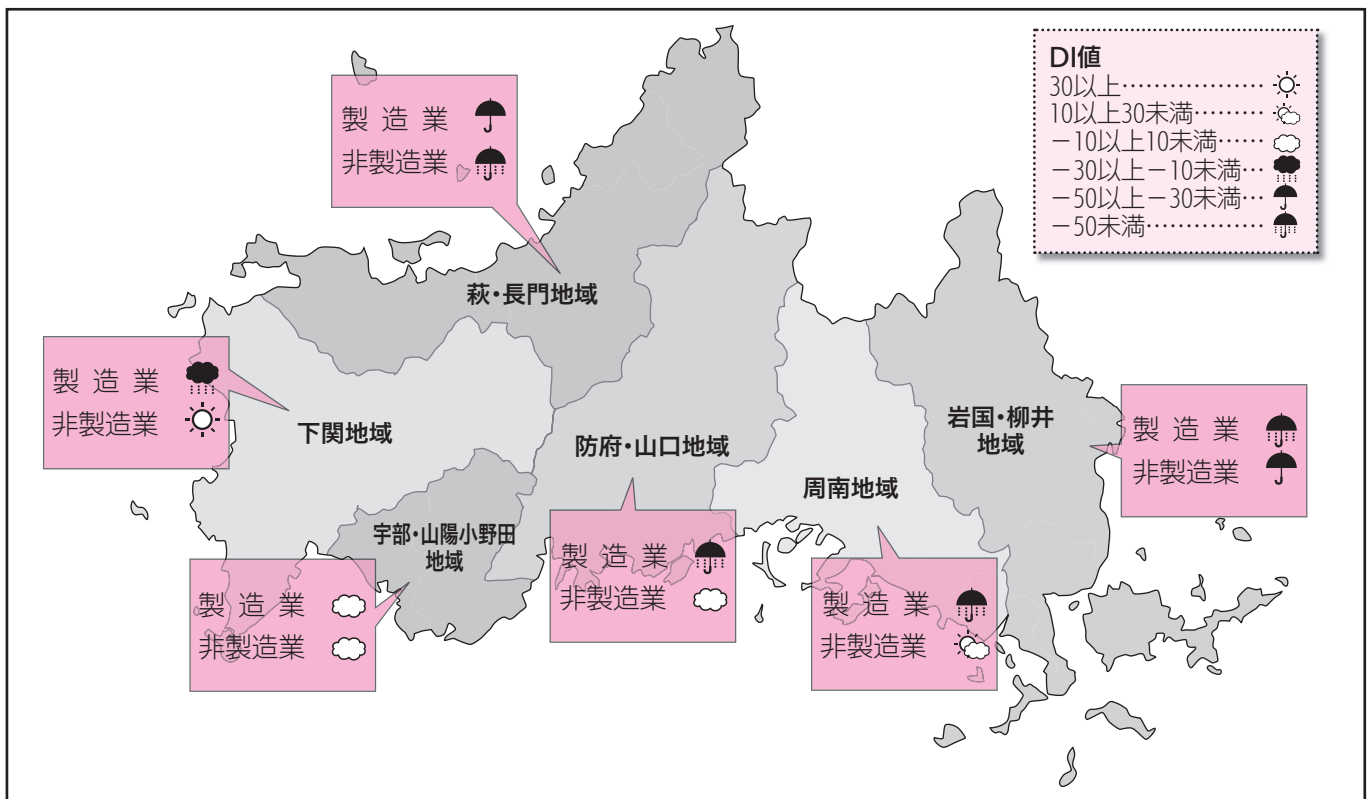 DI値
30以上………………
10以上30未満………
－10以上10未満……
－30以上－10未満…
－50以上－30未満…
－50未満……………
製造業
非製造業
萩・長門地域
製造業
非製造業
下関地域
防府・山口地域
岩国・柳井
地域
製造業
非製造業
周南地域
宇部・山陽小野田
地域
製造業
非製造業
製造業
非製造業
製造業
非製造業